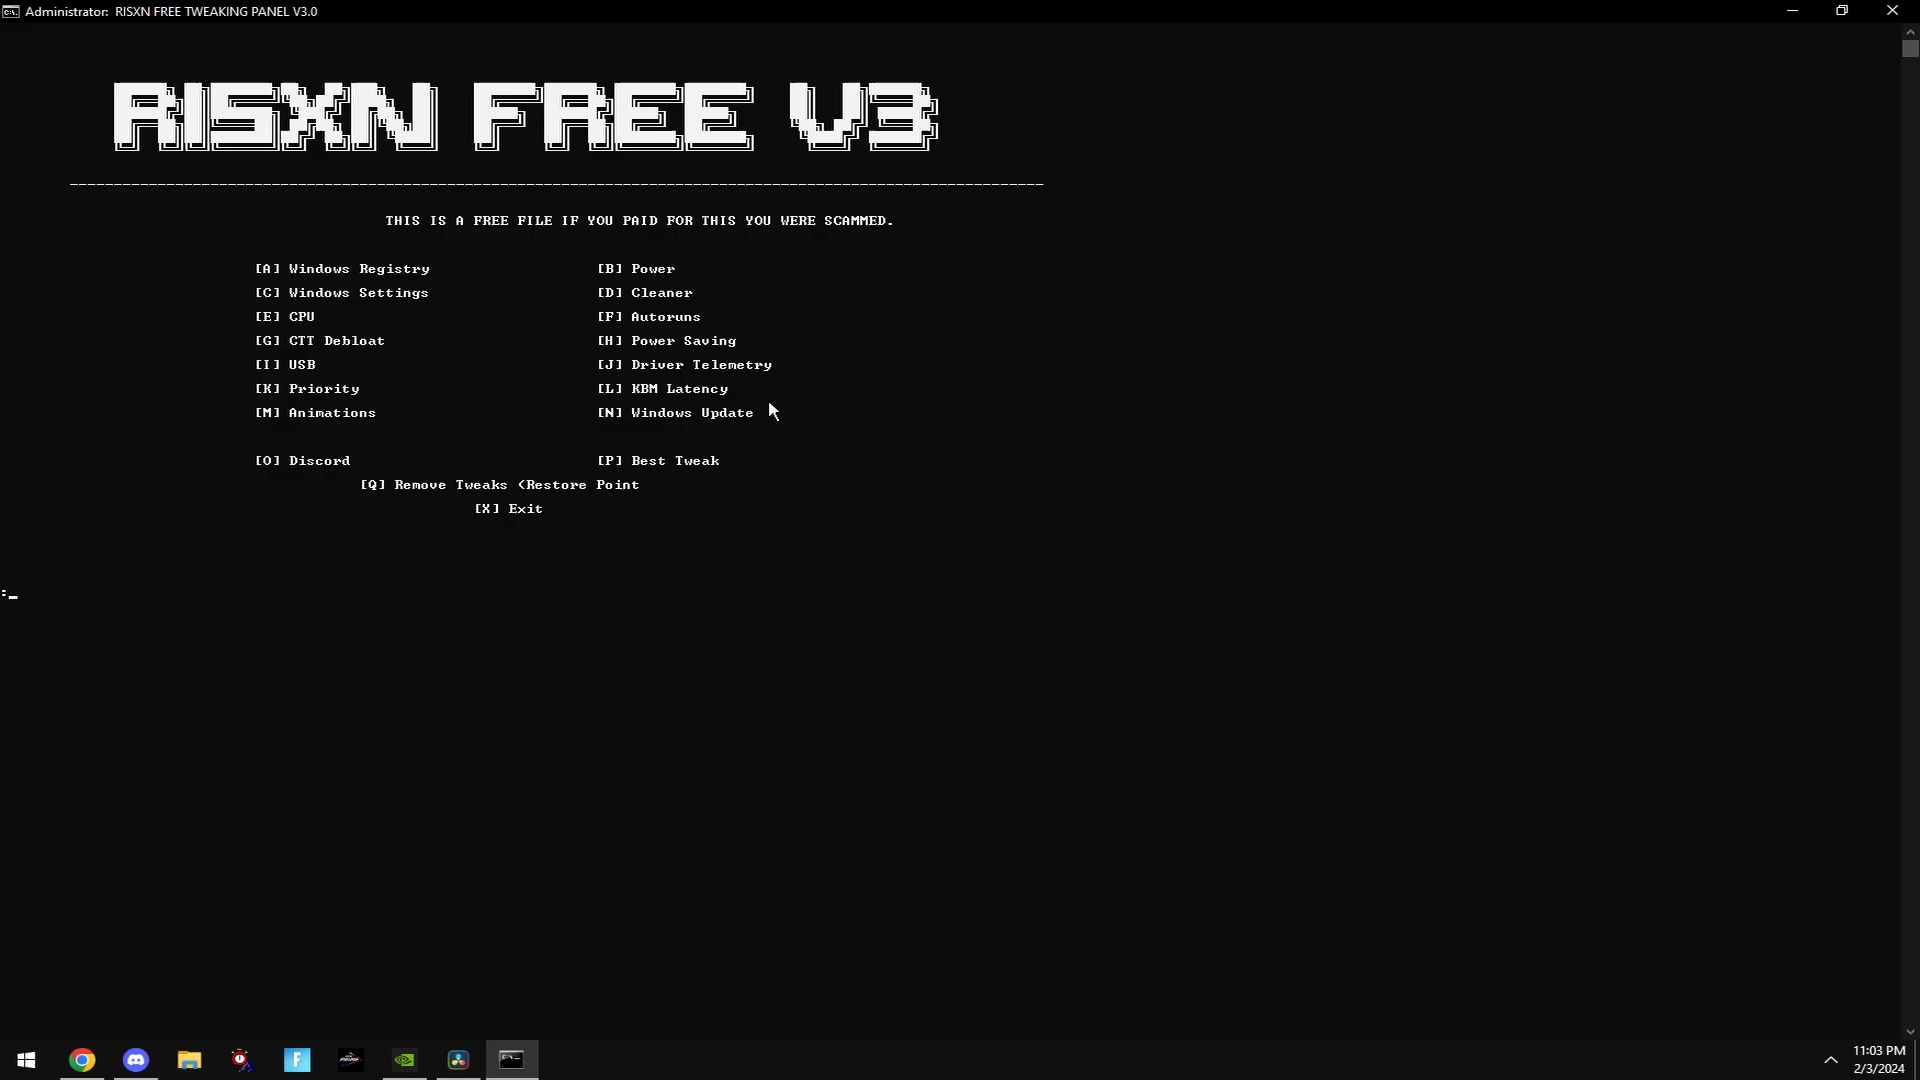 Administrator: RISXN FREE TWEAKING PANEL V3.0
RISXN FREE V3
THIS IS A FREE FILE IF YOU PAID FOR THIS YOU WERE SCAMMED.
[A] Windows Registry [B] Power
[C] Windows Settings [D] Cleaner
[E] CPU [F] Autoruns
[G] CTT Debloat [H] Power Saving
[I] USB [J] Driver Telemetry
[K] Priority [L] KBM Latency
[M] Animations [N] Windows Update
[O] Discord [P] Best Tweak
[Q] Remove Tweaks (Restore Point
[X] Exit
:_
11:03 PM
2/3/2024